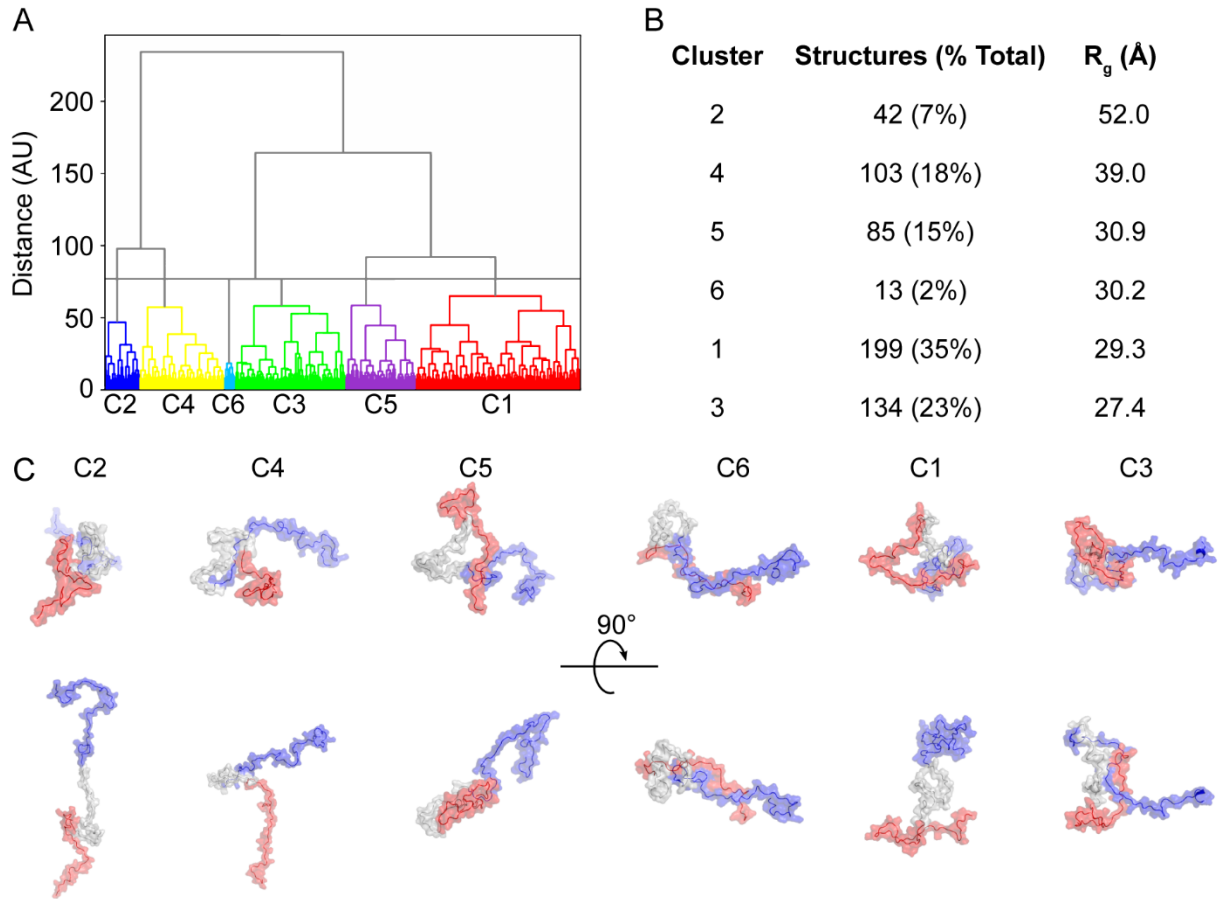 A
Distance (AU)
200
150
100
50
0
C2 C4 C6 C3 C5 C1
B
Cluster Structures (% Total) Rg (Å)
2 42 (7%) 52.0
4 103 (18%) 39.0
5 85 (15%) 30.9
6 13 (2%) 30.2
1 199 (35%) 29.3
3 134 (23%) 27.4
C
C2 C4 C5 C6 C1 C3
90°